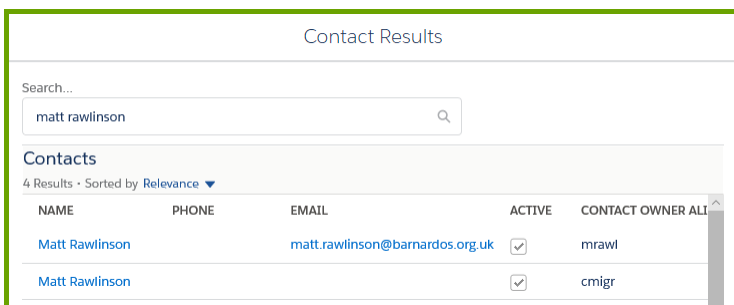 Contact Results
Search...
matt rawlinson
Contacts
4 Results • Sorted by Relevance
NAME PHONE EMAIL ACTIVE CONTACT OWNER ALI
Matt Rawlinson matt.rawlinson@barnardos.org.uk mrawl
Matt Rawlinson cmigr